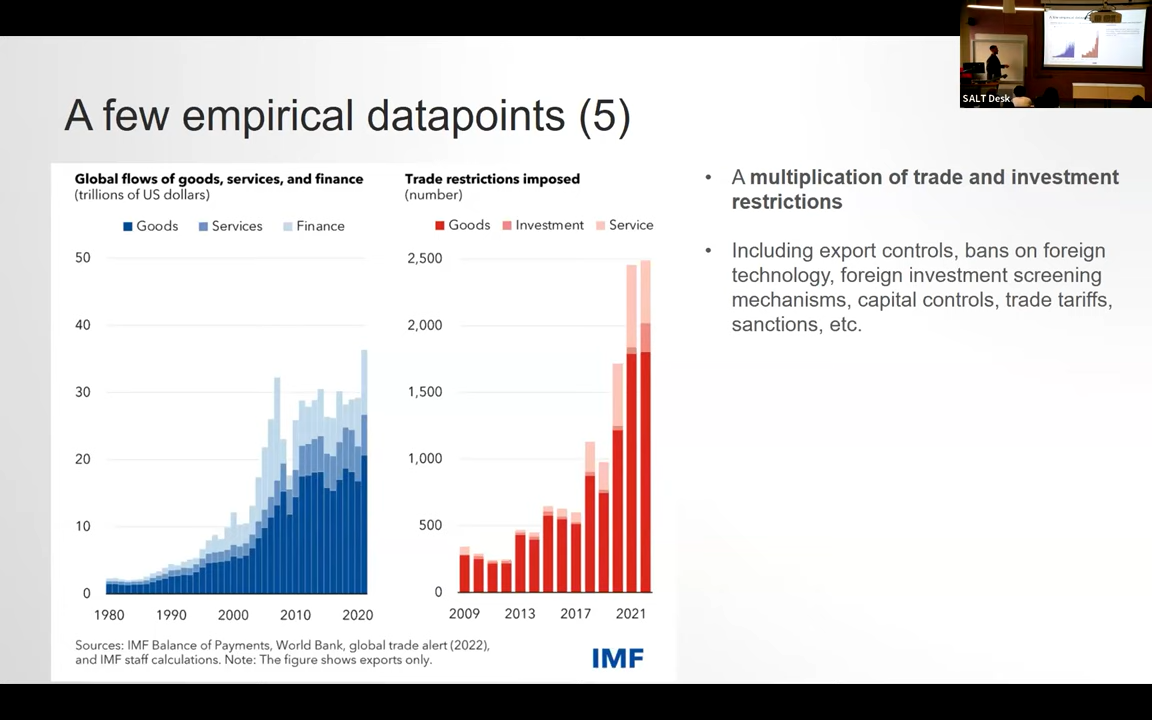 A few empirical datapoints (5)
SALT Desk
Global flows of goods, services, and finance
(trillions of US dollars)
Goods Services Finance
50
40
30
20
10
0
1980 1990 2000 2010 2020
Trade restrictions imposed
(number)
Goods Investment Service
2,500
2,000
1,500
1,000
500
0
2009 2013 2017 2021
Sources: IMF Balance of Payments, World Bank, global trade alert (2022),
and IMF staff calculations. Note: The figure shows exports only.
IMF
• A multiplication of trade and investment
restrictions
• Including export controls, bans on foreign
technology, foreign investment screening
mechanisms, capital controls, trade tariffs,
sanctions, etc.